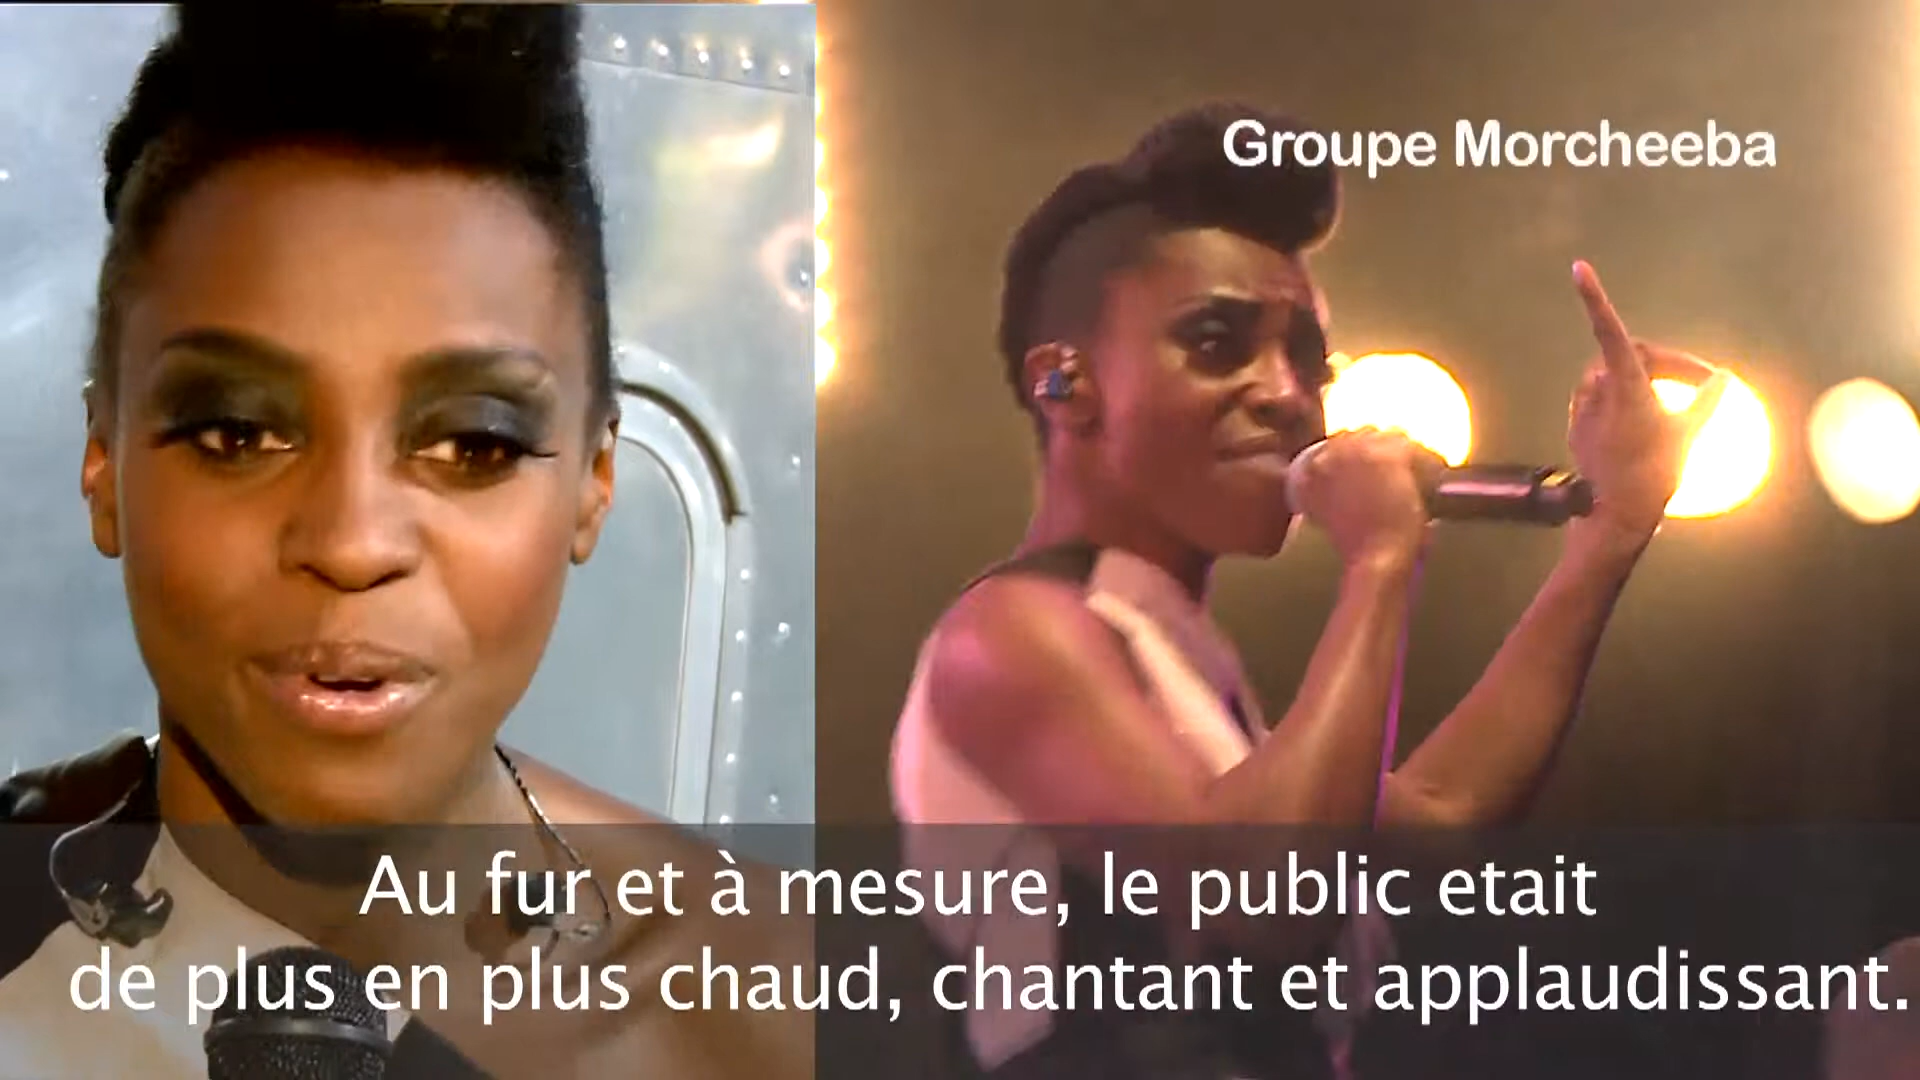 Groupe Morcheeba
Au fur et à mesure, le public etait
de plus en plus chaud, chantant et applaudissant.